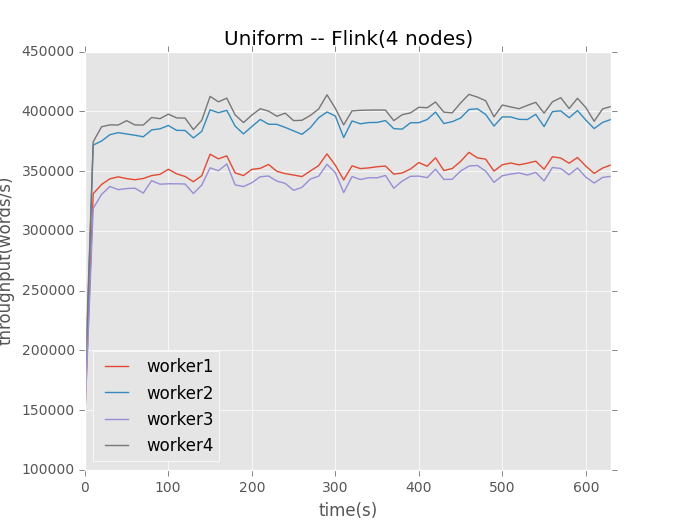 Uniform -- Flink(4 nodes)
throughput(words/s)
450000
400000
350000
300000
250000
200000
150000
100000
worker1
worker2
worker3
worker4
0 100 200 300 400 500 600
time(s)